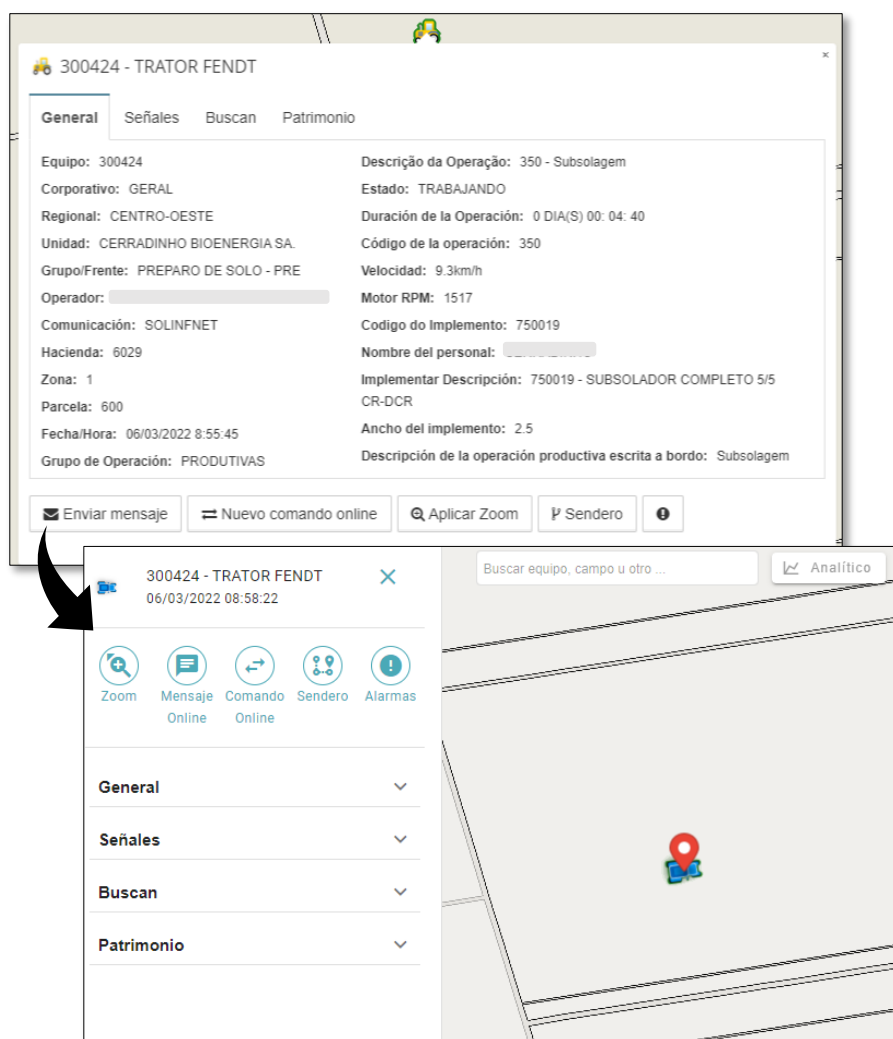 300424 - TRATOR FENDT
×
General Señales Buscan Patrimonio
Equipo: 300424
Corporativo: GERAL
Regional: CENTRO-OESTE
Unidad: CERRADINHO BIOENERGIA SA.
Grupo/Frente: PREPARO DE SOLO - PRE
Operador:
Comunicación: SOLINFNET
Hacienda: 6029
Zona: 1
Parcela: 600
Fecha/Hora: 06/03/2022 8:55:45
Grupo de Operación: PRODUTIVAS
Descrição da Operação: 350 - Subsolagem
Estado: TRABAJANDO
Duración de la Operación: 0 DIA(S) 00: 04: 40
Código de la operación: 350
Velocidad: 9.3km/h
Motor RPM: 1517
Codigo do Implemento: 750019
Nombre del personal:
Implementar Descripción: 750019 - SUBSOLADOR COMPLETO 5/5
CR-DCR
Ancho del implemento: 2.5
Descripción de la operación productiva escrita a bordo: Subsolagem
Enviar mensaje Nuevo comando online Aplicar Zoom Sendero
300424 - TRATOR FENDT
06/03/2022 08:58:22
Zoom
Mensaje
Online
Comando
Online
Sendero
Alarmas
General
Señales
Buscan
Patrimonio
Buscar equipo, campo u otro ...
Analítico